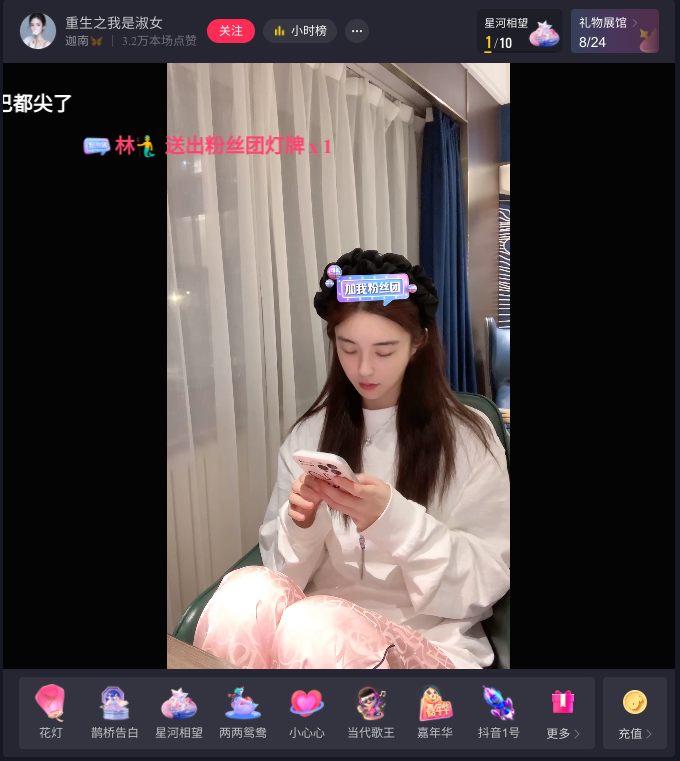 重生之我是淑女
迦南
3.2万本场点赞
关注
小时榜
星河相望
1/10
礼物展馆
8/24
都尖了
林 送出粉丝团灯牌 x 1
加我粉丝团
花灯
鹊桥告白
星河相望
两两鸳鸯
小心心
当代歌王
嘉年华
抖音1号
更多
充值